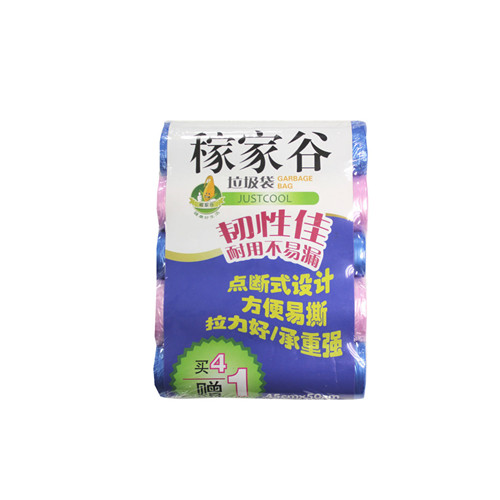 稼家谷
垃圾袋
GARBAGE
BAG
JUSTCOOL
韧性佳
耐用不易漏
点断式设计
方便易撕
拉力好/承重强
买4
赠1
45cmx50cm